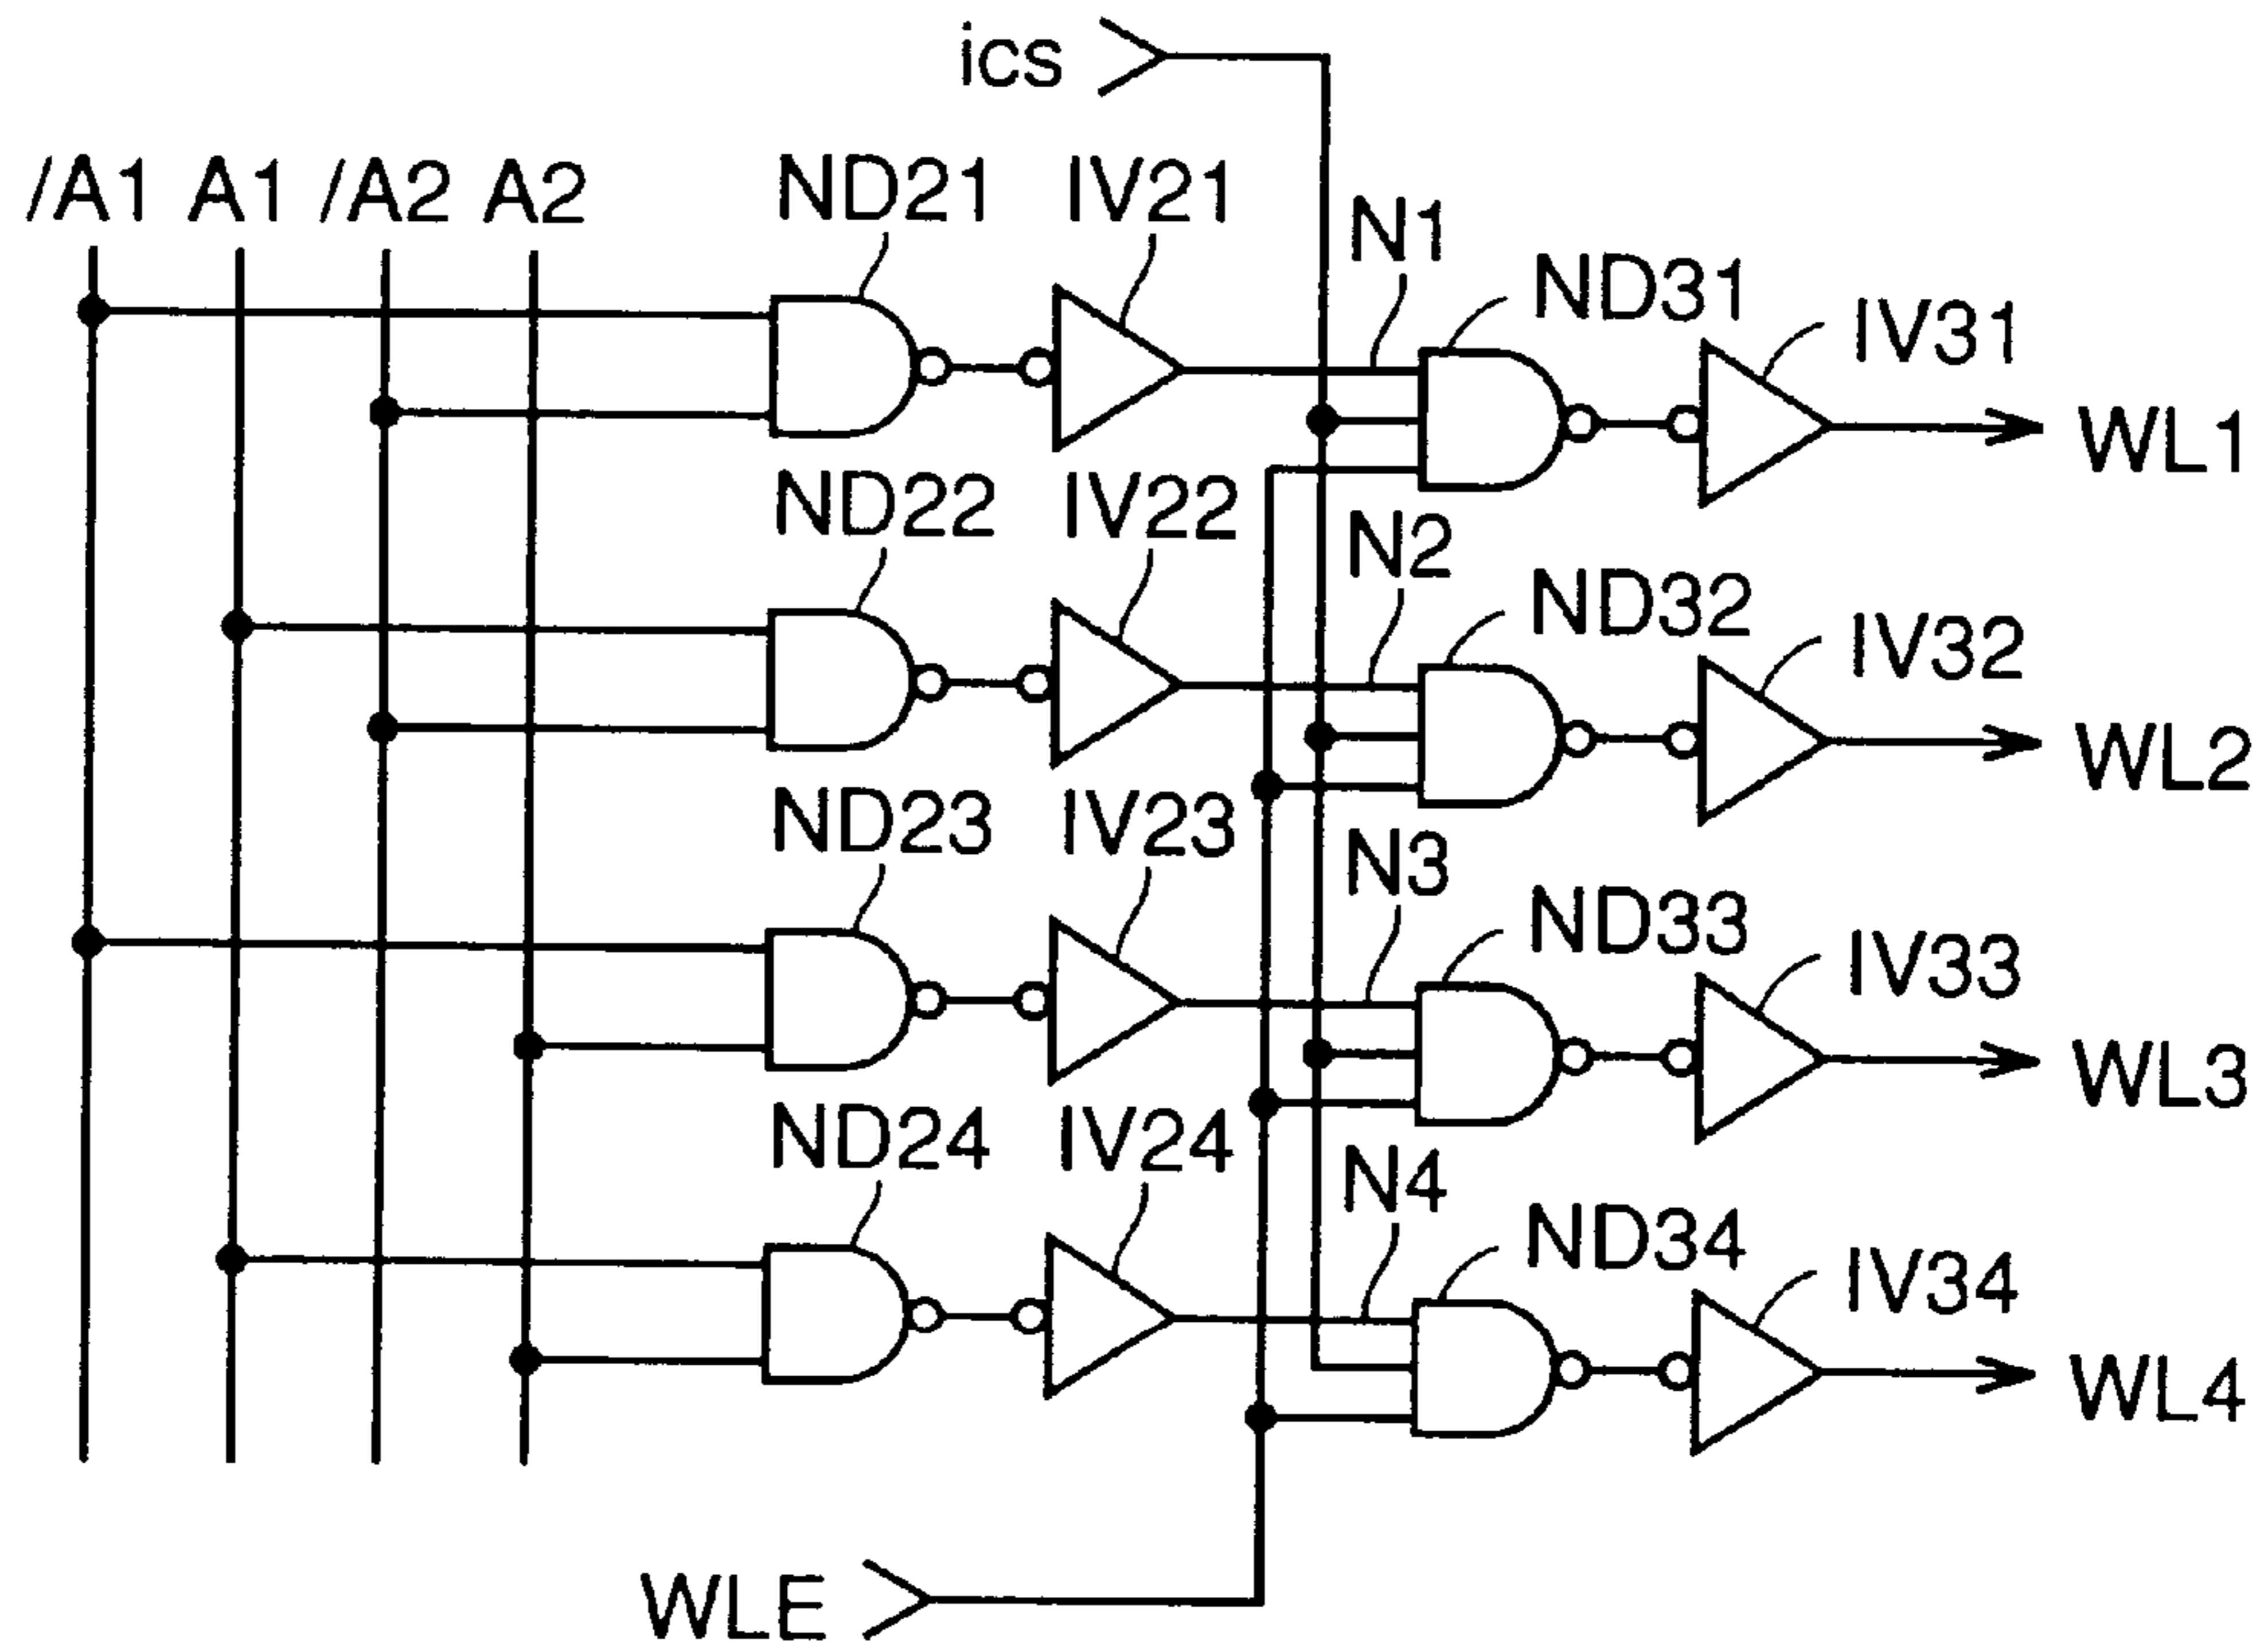 ics
/A1 A1 /A2 A2 ND21 IV21
N1
ND31
IV31
WL1
ND22 IV22
N2
ND32
IV32
WL2
ND23 IV23
N3
ND33
IV33
WL3
ND24 IV24
N4
ND34
IV34
WL4
WLE